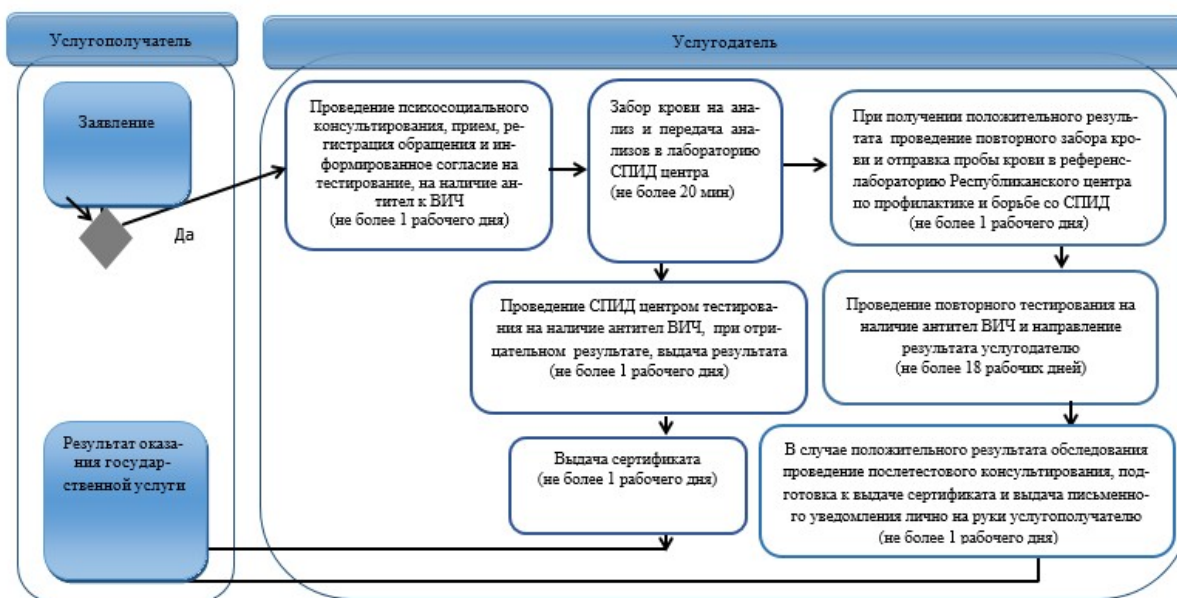 Услугополучатель
Услугодатель
Заявление
Да
Проведение психосоциального
консультирования, прием, ре-
гистрация обращения и ин-
формированное согласие на
тестирование, на наличие ан-
тител к ВИЧ
(не более 1 рабочего дня)
Забор крови на ана-
лиз и передача ана-
лизов в лабораторию
СПИД центра
(не более 20 мин)
При получении положительного резуль-
тата проведение повторного забора кро-
ви и отправка пробы крови в референс-
лабораторию Республиканского центра
по профилактике и борьбе со СПИД
(не более 1 рабочего дня)
Проведение СПИД центром тестирова-
ния на наличие антител ВИЧ, при отри-
цательном результате, выдача результата
(не более 1 рабочего дня)
Проведение повторного тестирования на
наличие антител ВИЧ и направление
результата услугодателю
(не более 18 рабочих дней)
Результат оказа-
ния государ-
ственной услуги
Выдача сертификата
(не более 1 рабочего дня)
В случае положительного результата обследования
проведение послетестового консультирования, под-
готовка к выдаче сертификата и выдача письменно-
го уведомления лично на руки услугополучателю
(не более 1 рабочего дня)